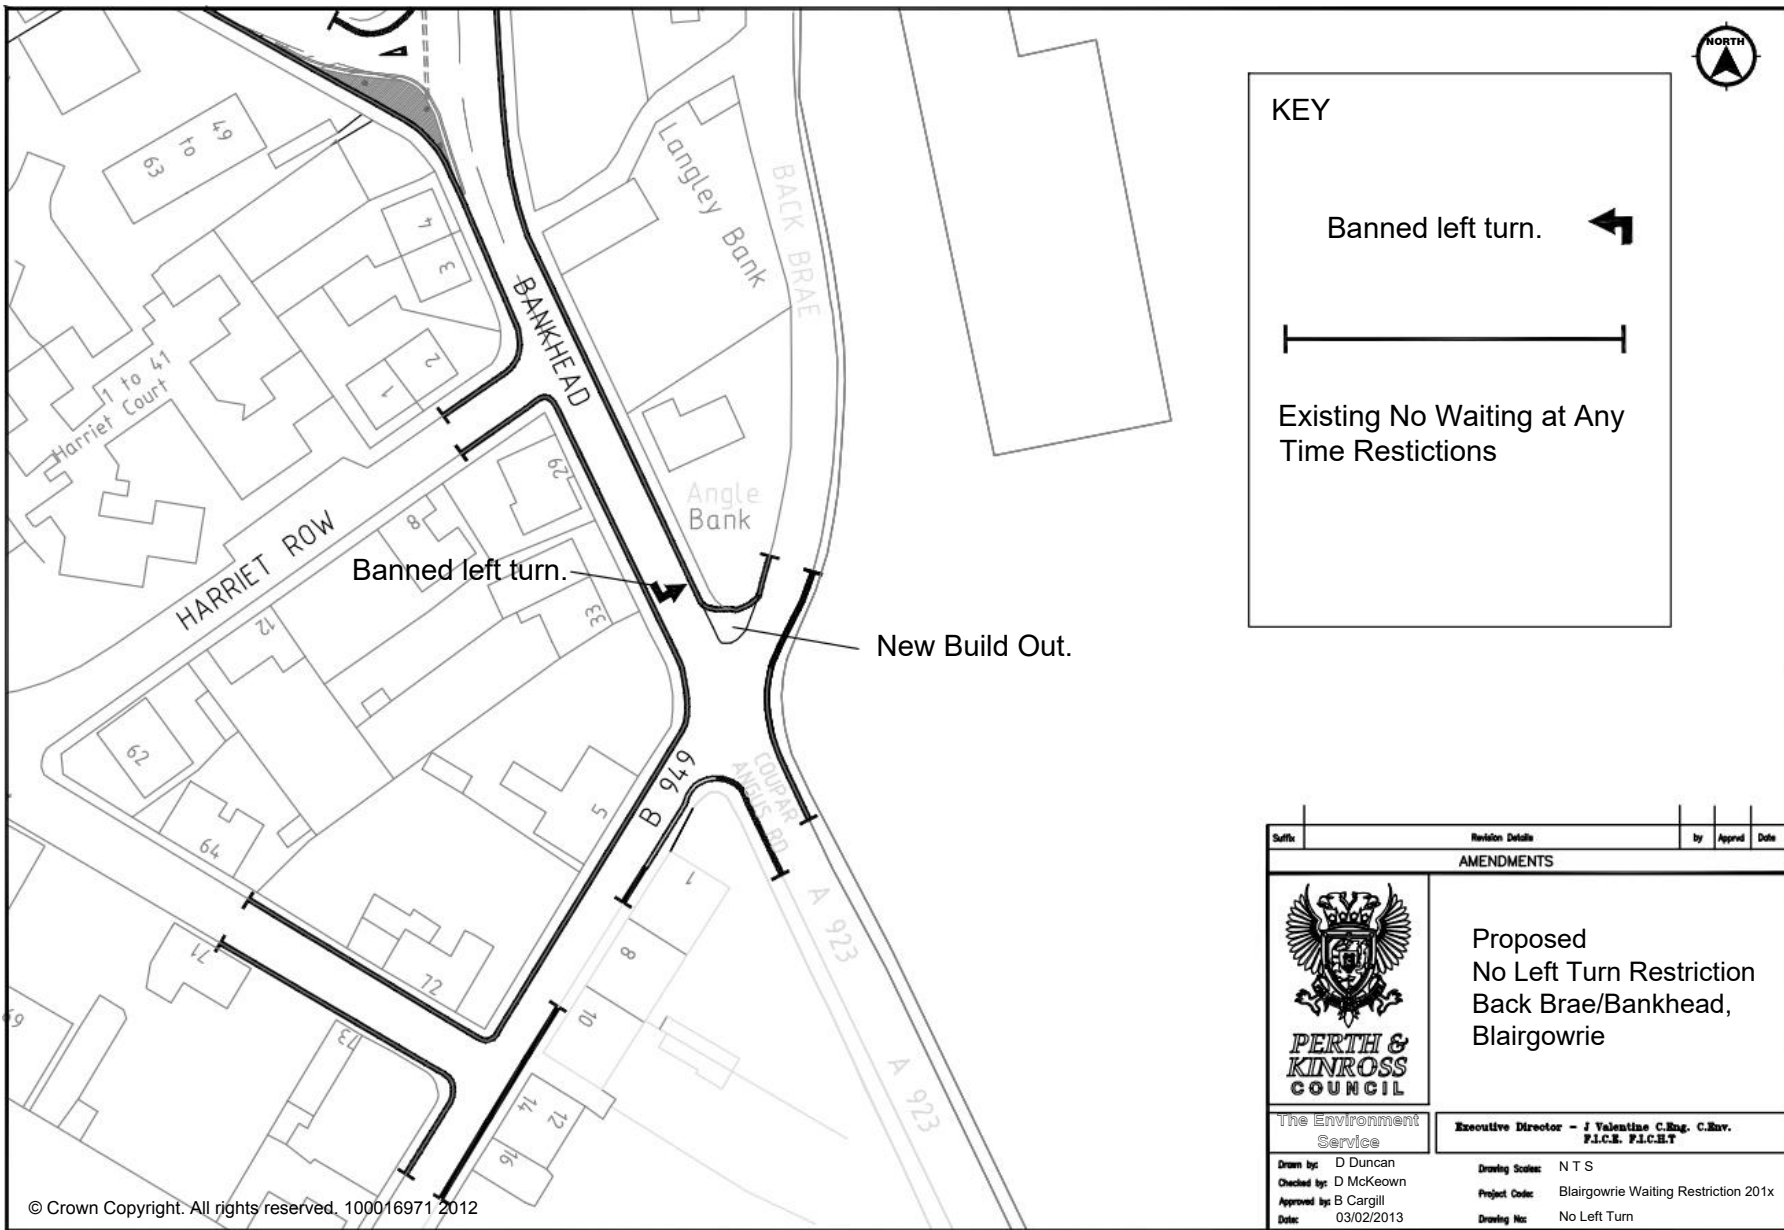 NORTH
KEY
Banned left turn.
Existing No Waiting at Any
Time Restictions
63 to 49
4
3
2
1
1 to 41
Harriet Court
BANKHEAD
Langley Bank
BACK BRAE
Angle
Bank
29
8
HARRIET ROW
Banned left turn.
33
12
New Build Out.
62
64
5
B 949
COUPAR
ANGUS RD
A 923
A 923
1
8
10
71
72
73
69
14
12
16
© Crown Copyright. All rights reserved. 100016971 2012
Suffix Revision Details by Apprvd Date
AMENDMENTS
PERTH &
KINROSS
COUNCIL
Proposed
No Left Turn Restriction
Back Brae/Bankhead,
Blairgowrie
The Environment
Service
Executive Director - J Valentine C.Eng. C.Env.
F.I.C.E. F.I.C.H.T
Drawn by: D Duncan
Checked by: D McKeown
Approved by: B Cargill
Date: 03/02/2013
Drawing Scales: N T S
Project Code: Blairgowrie Waiting Restriction 201x
Drawing No: No Left Turn